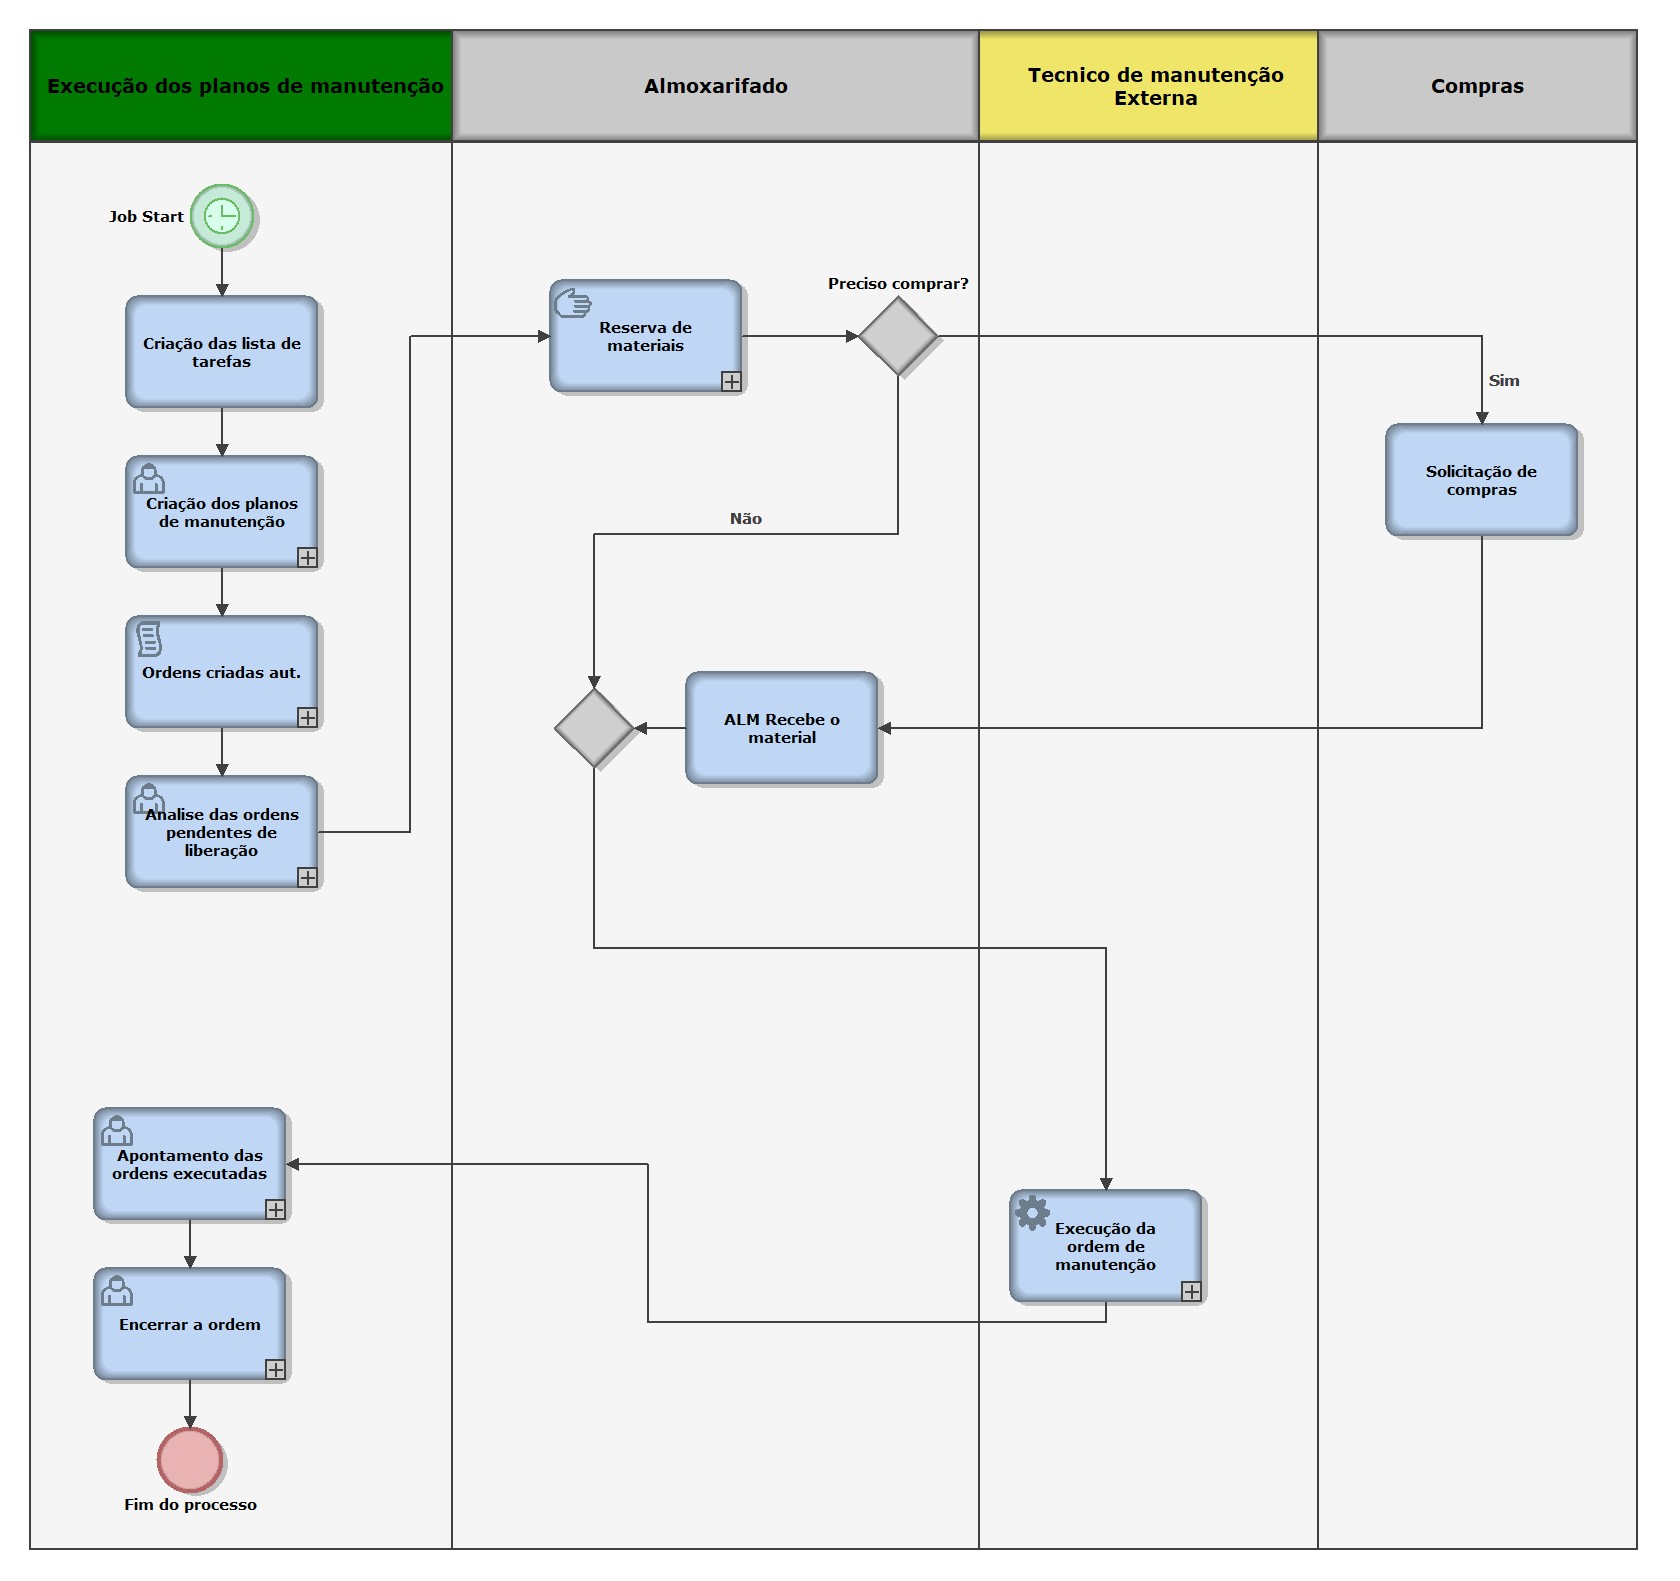 Execução dos planos de manutenção
Almoxarifado
Tecnico de manutenção
Externa
Compras
Job Start
Criação das lista de
tarefas
Criação dos planos
de manutenção
Ordens criadas aut.
Analise das ordens
pendentes de
liberação
Reserva de
materiais
Preciso comprar?
Sim
Solicitação de
compras
Não
ALM Recebe o
material
Execução da
ordem de
manutenção
Apontamento das
ordens executadas
Encerrar a ordem
Fim do processo